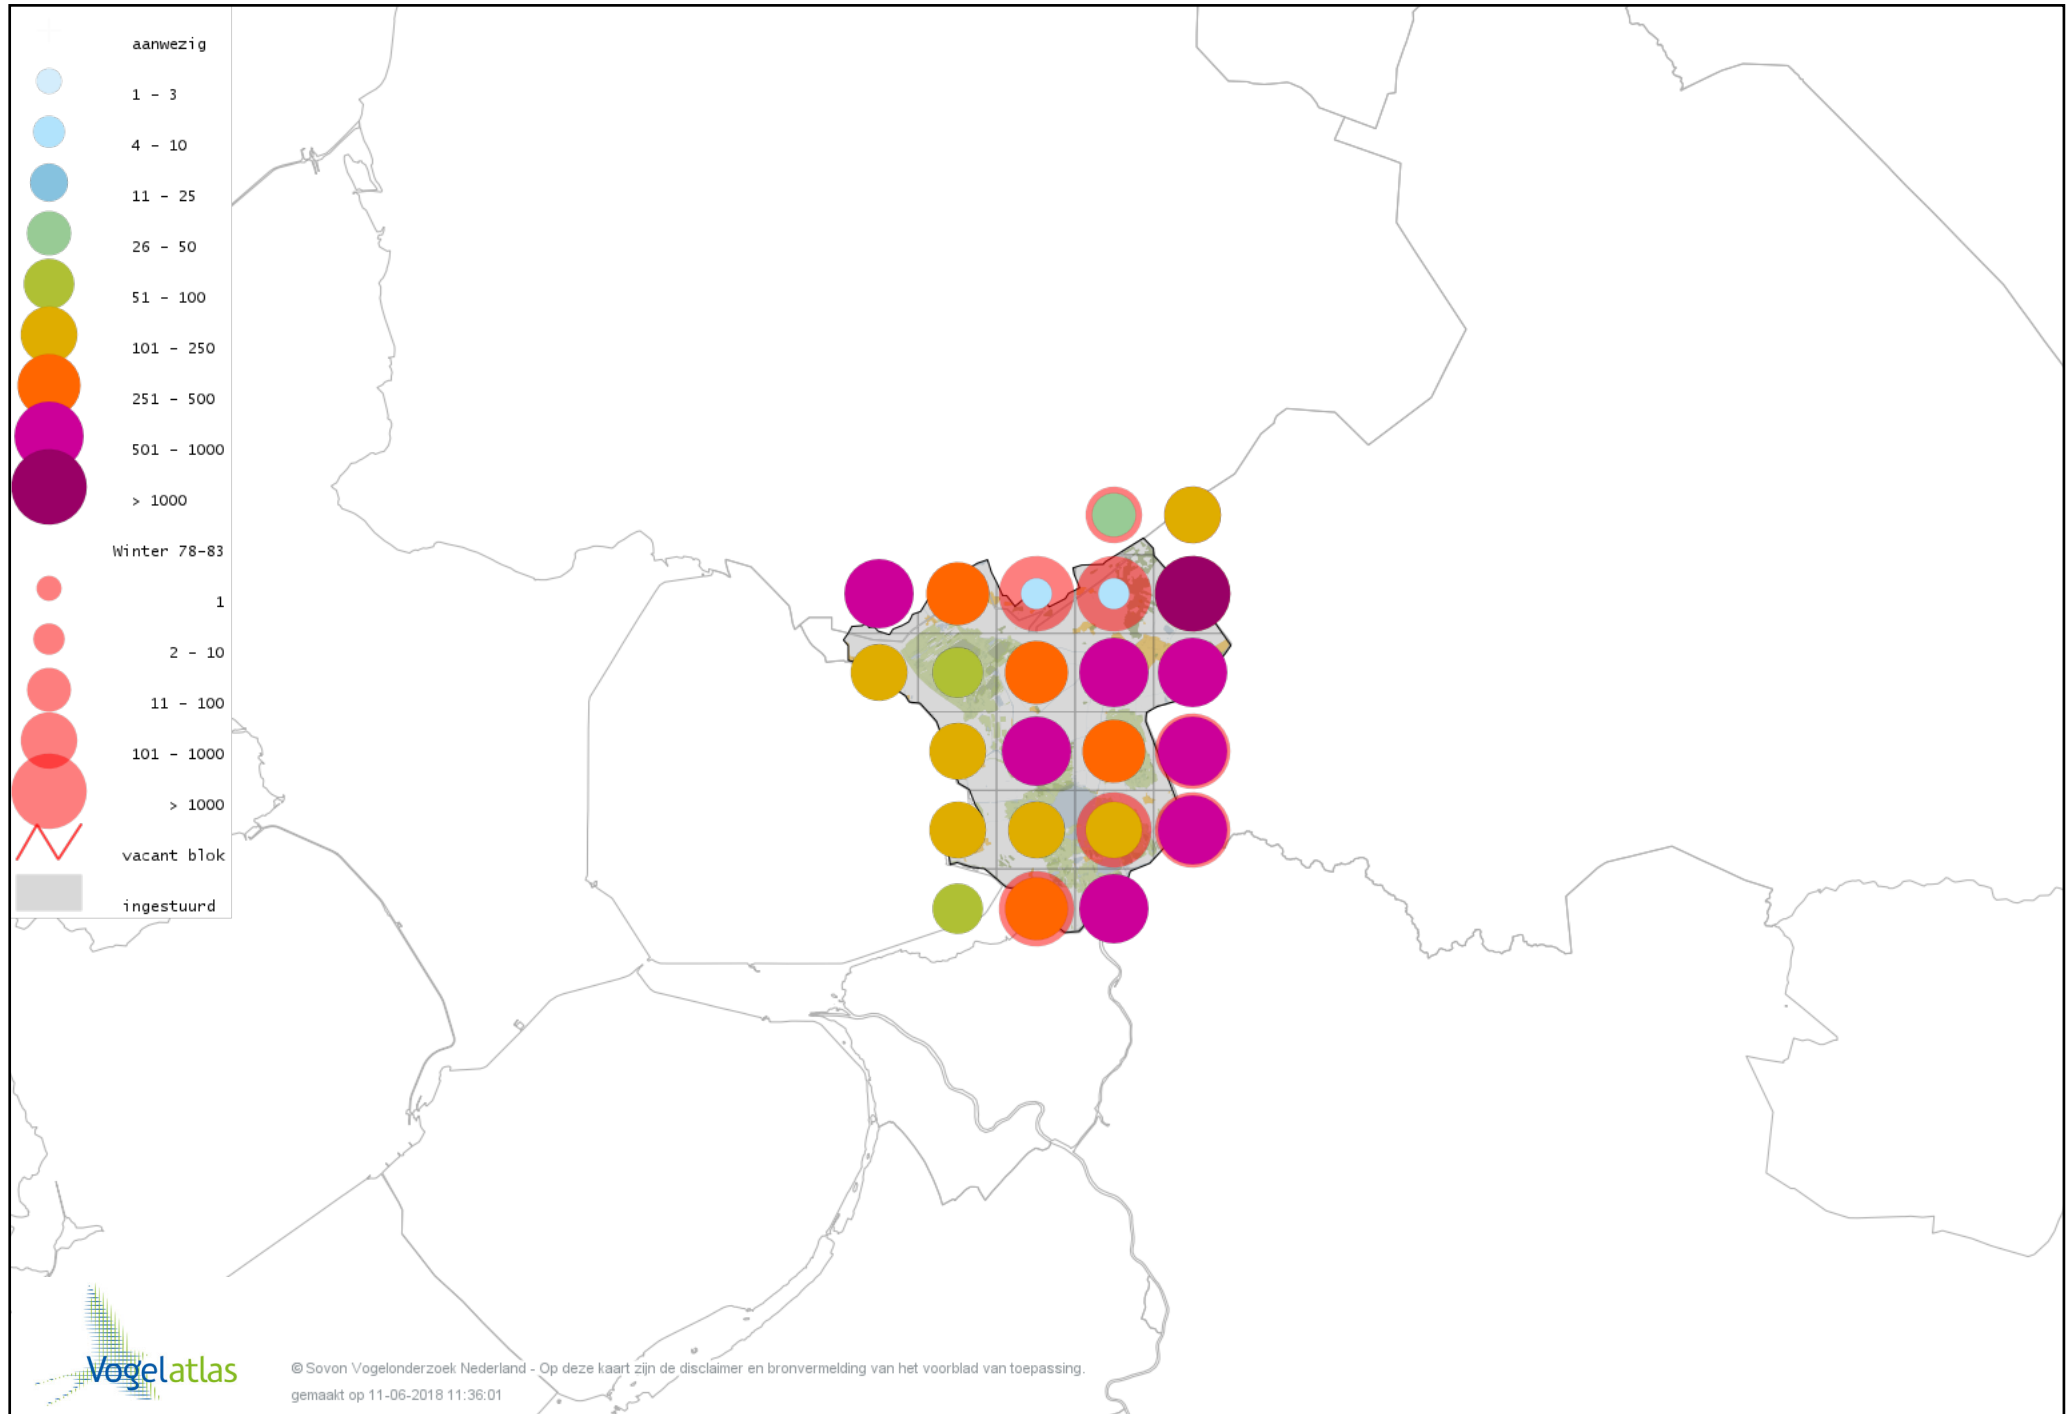 aanwezig
1 - 3
4 - 10
11 - 25
26 - 50
51 - 100
101 - 250
251 - 500
501 - 1000
> 1000
Winter 78-83
1
2 - 10
11 - 100
101 - 1000
> 1000
vacant blok
ingestuurd
Vogelatlas
© Sovon Vogelonderzoek Nederland - Op deze kaart zijn de disclaimer en bronvermelding van het voorblad van toepassing.
gemaakt op 11-06-2018 11:36:01